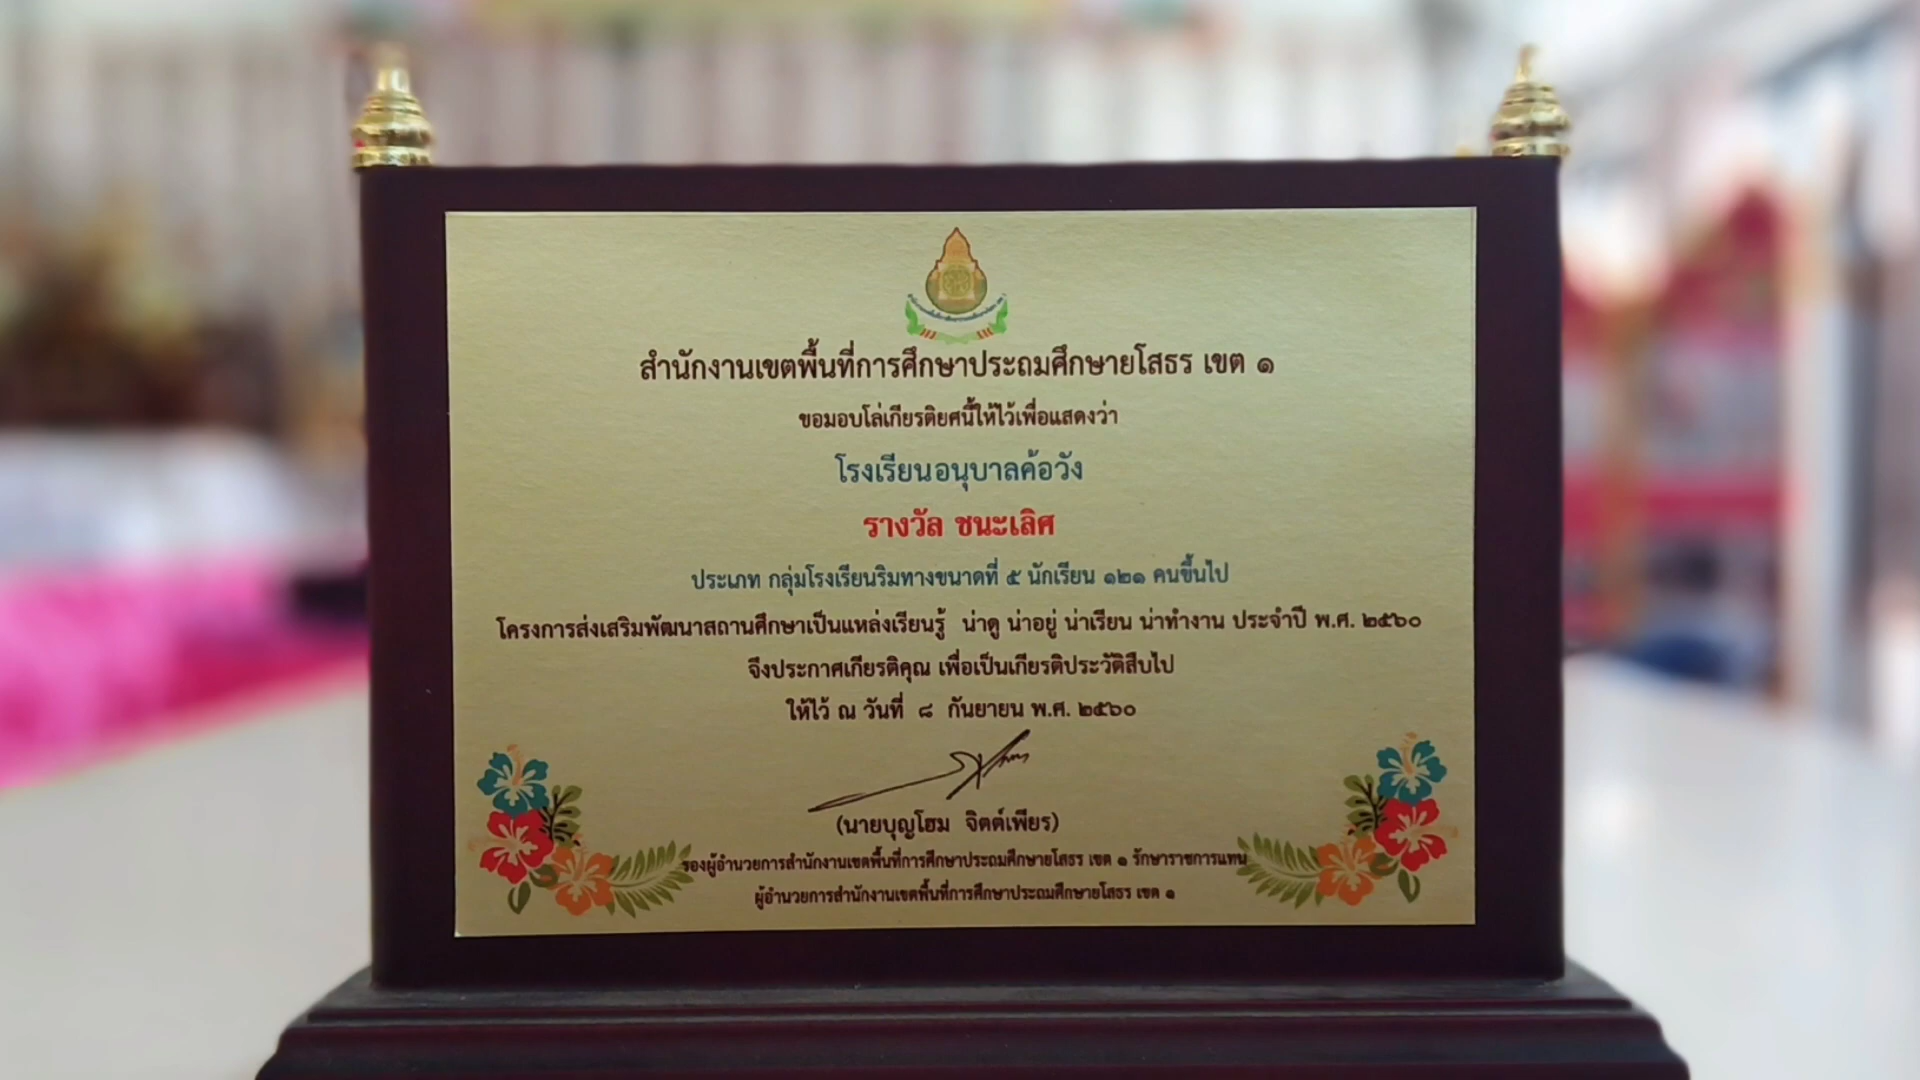 สำนักงานเขตพื้นที่การศึกษาประถมศึกษายโสธร เขต ๑
ขอมอบโล่เกียรติยศนี้ให้ไว้เพื่อแสดงว่า
โรงเรียนอนุบาลค้อวัง
รางวัล ชนะเลิศ
ประเภท กลุ่มโรงเรียนริมทางขนาดที่ ๕ นักเรียน ๑๒๑ คนขึ้นไป
โครงการส่งเสริมพัฒนาสถานศึกษาเป็นแหล่งเรียนรู้ น่าดู น่าอยู่ น่าเรียน น่าทำงาน ประจำปี พ.ศ. ๒๕๖๐
จึงประกาศเกียรติคุณ เพื่อเป็นเกียรติประวัติสืบไป
ให้ไว้ ณ วันที่ ๘ กันยายน พ.ศ. ๒๕๖๐
(นายบุญโฮม จิตต์เพียร)
รองผู้อำนวยการสำนักงานเขตพื้นที่การศึกษาประถมศึกษายโสธร เขต ๑ รักษาราชการแทน
ผู้อำนวยการสำนักงานเขตพื้นที่การศึกษาประถมศึกษายโสธร เขต ๑